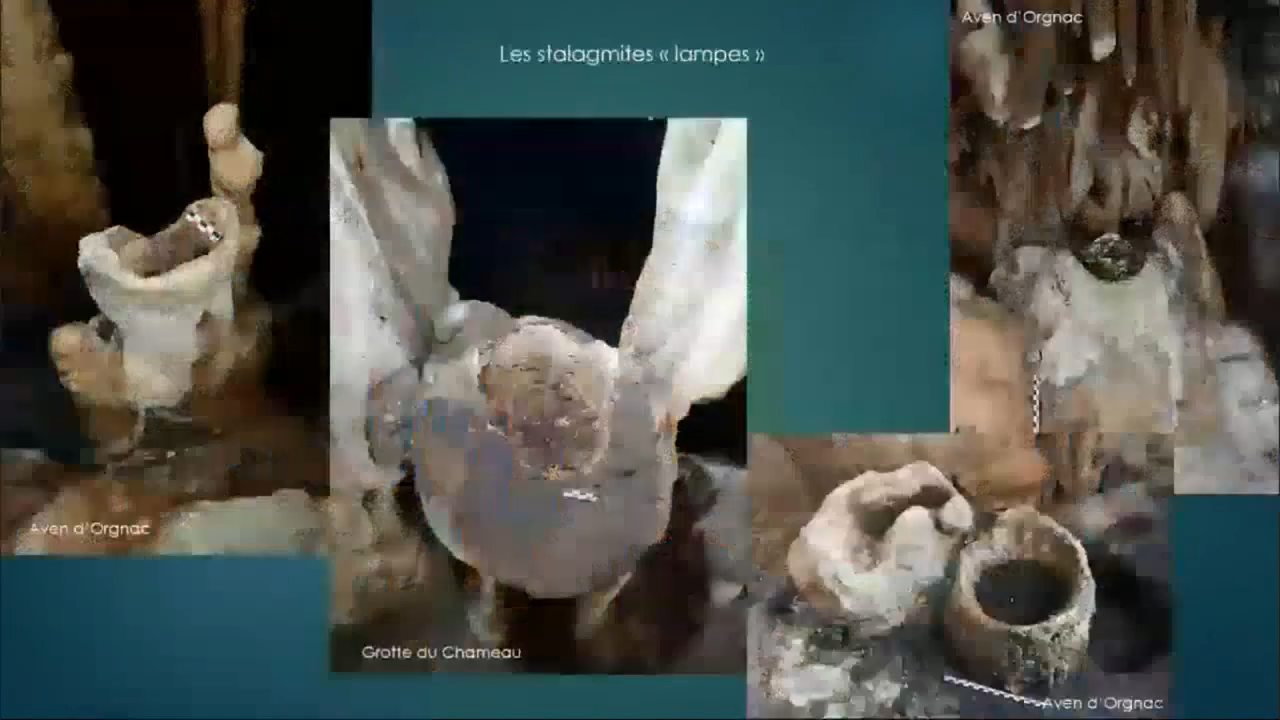 Aven d'Orgnac
Les stalagmites « lampes »
Aven d'Orgnac
Grotte du Chameau
Aven d'Orgnac